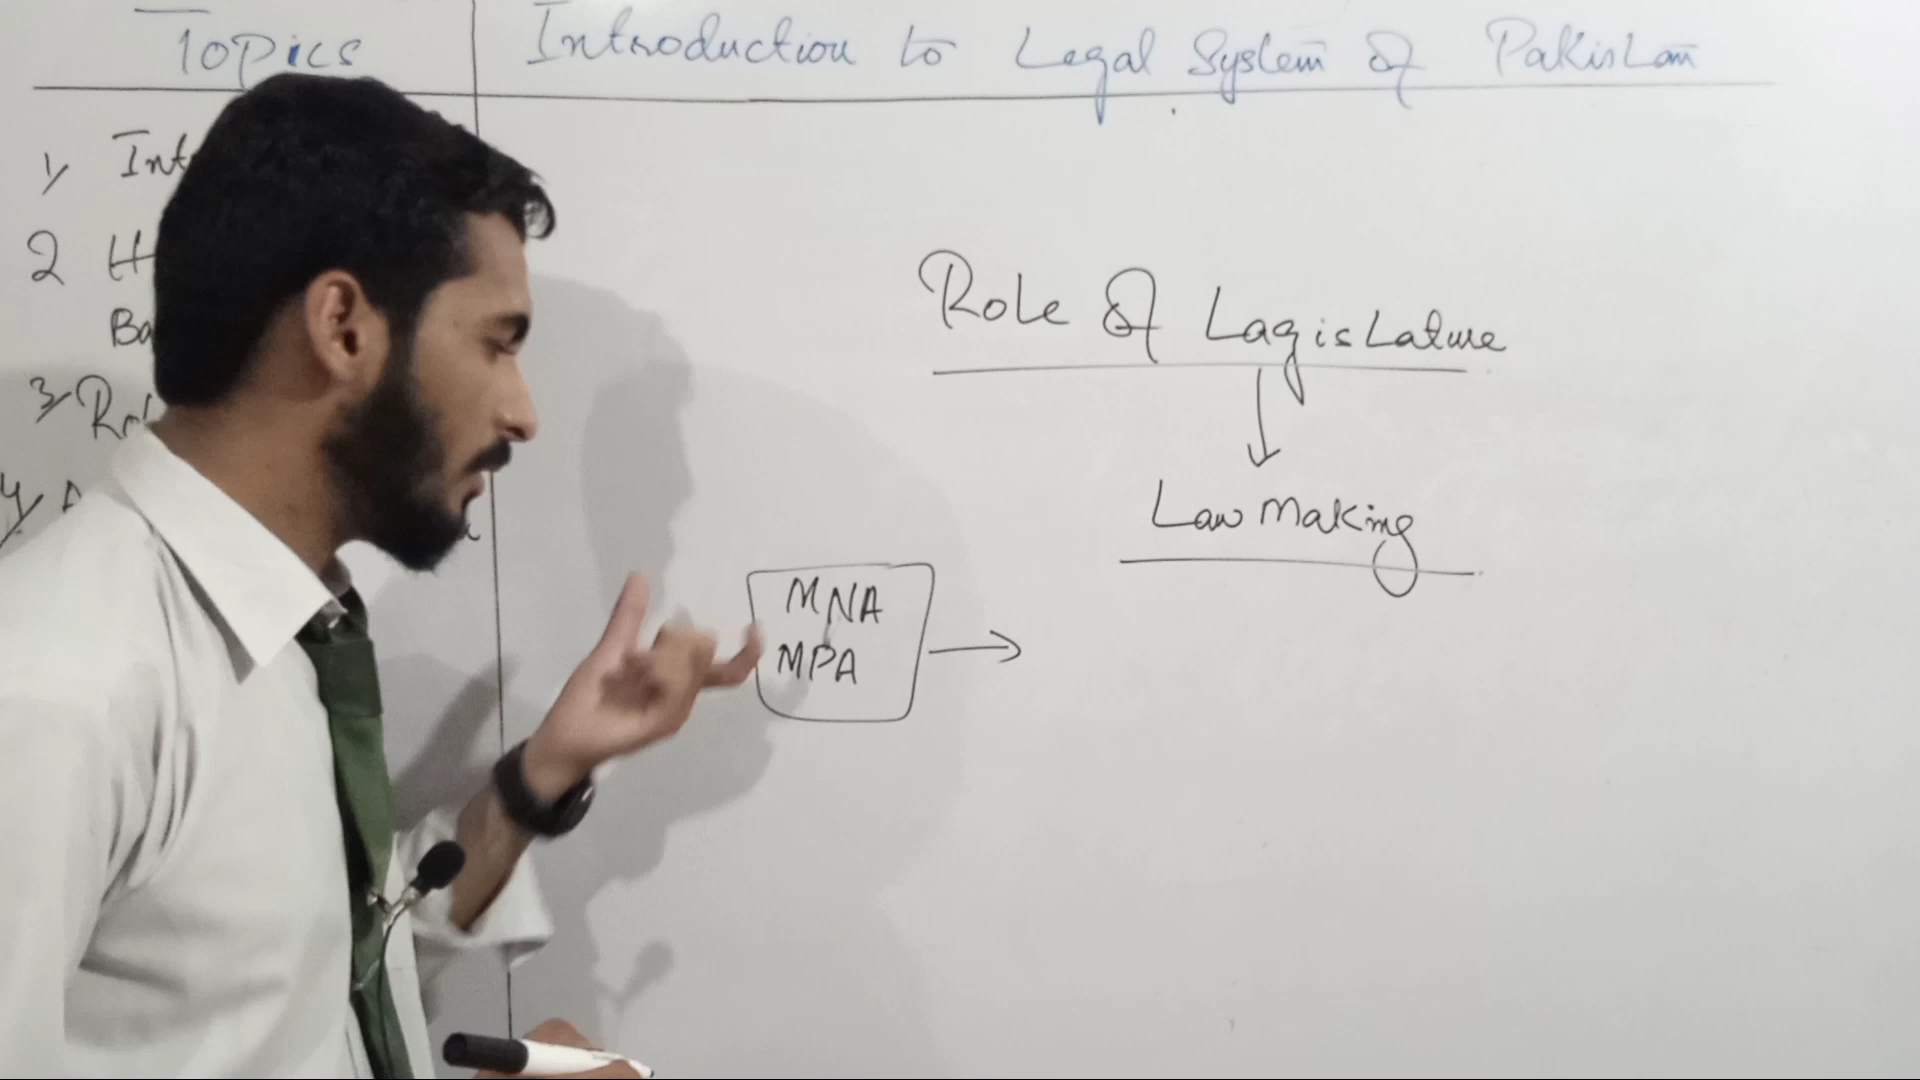 Topics
Introduction to Legal System of Pakistan
1/ Int
2 H
Ba
3/ Rol
4/
Role of Lagislature
Law Making
MNA
MPA